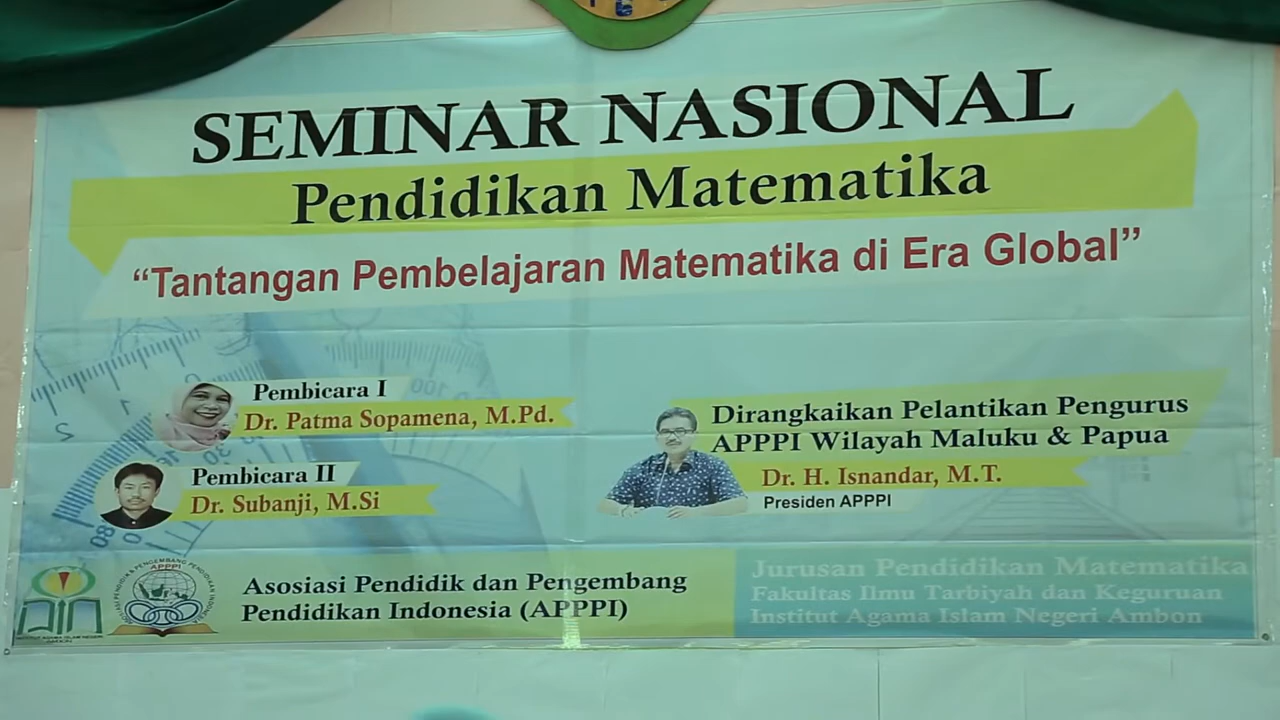 SEMINAR NASIONAL
Pendidikan Matematika
“Tantangan Pembelajaran Matematika di Era Global”
Pembicara I
Dr. Patma Sopamena, M.Pd.
Pembicara II
Dr. Subanji, M.Si
Dirangkaikan Pelantikan Pengurus
APPPI Wilayah Maluku & Papua
Dr. H. Isnandar, M.T.
Presiden APPPI
APPPI
Asosiasi Pendidik dan Pengembang
Pendidikan Indonesia (APPPI)
Jurusan Pendidikan Matematika
Fakultas Ilmu Tarbiyah dan Keguruan
Institut Agama Islam Negeri Ambon